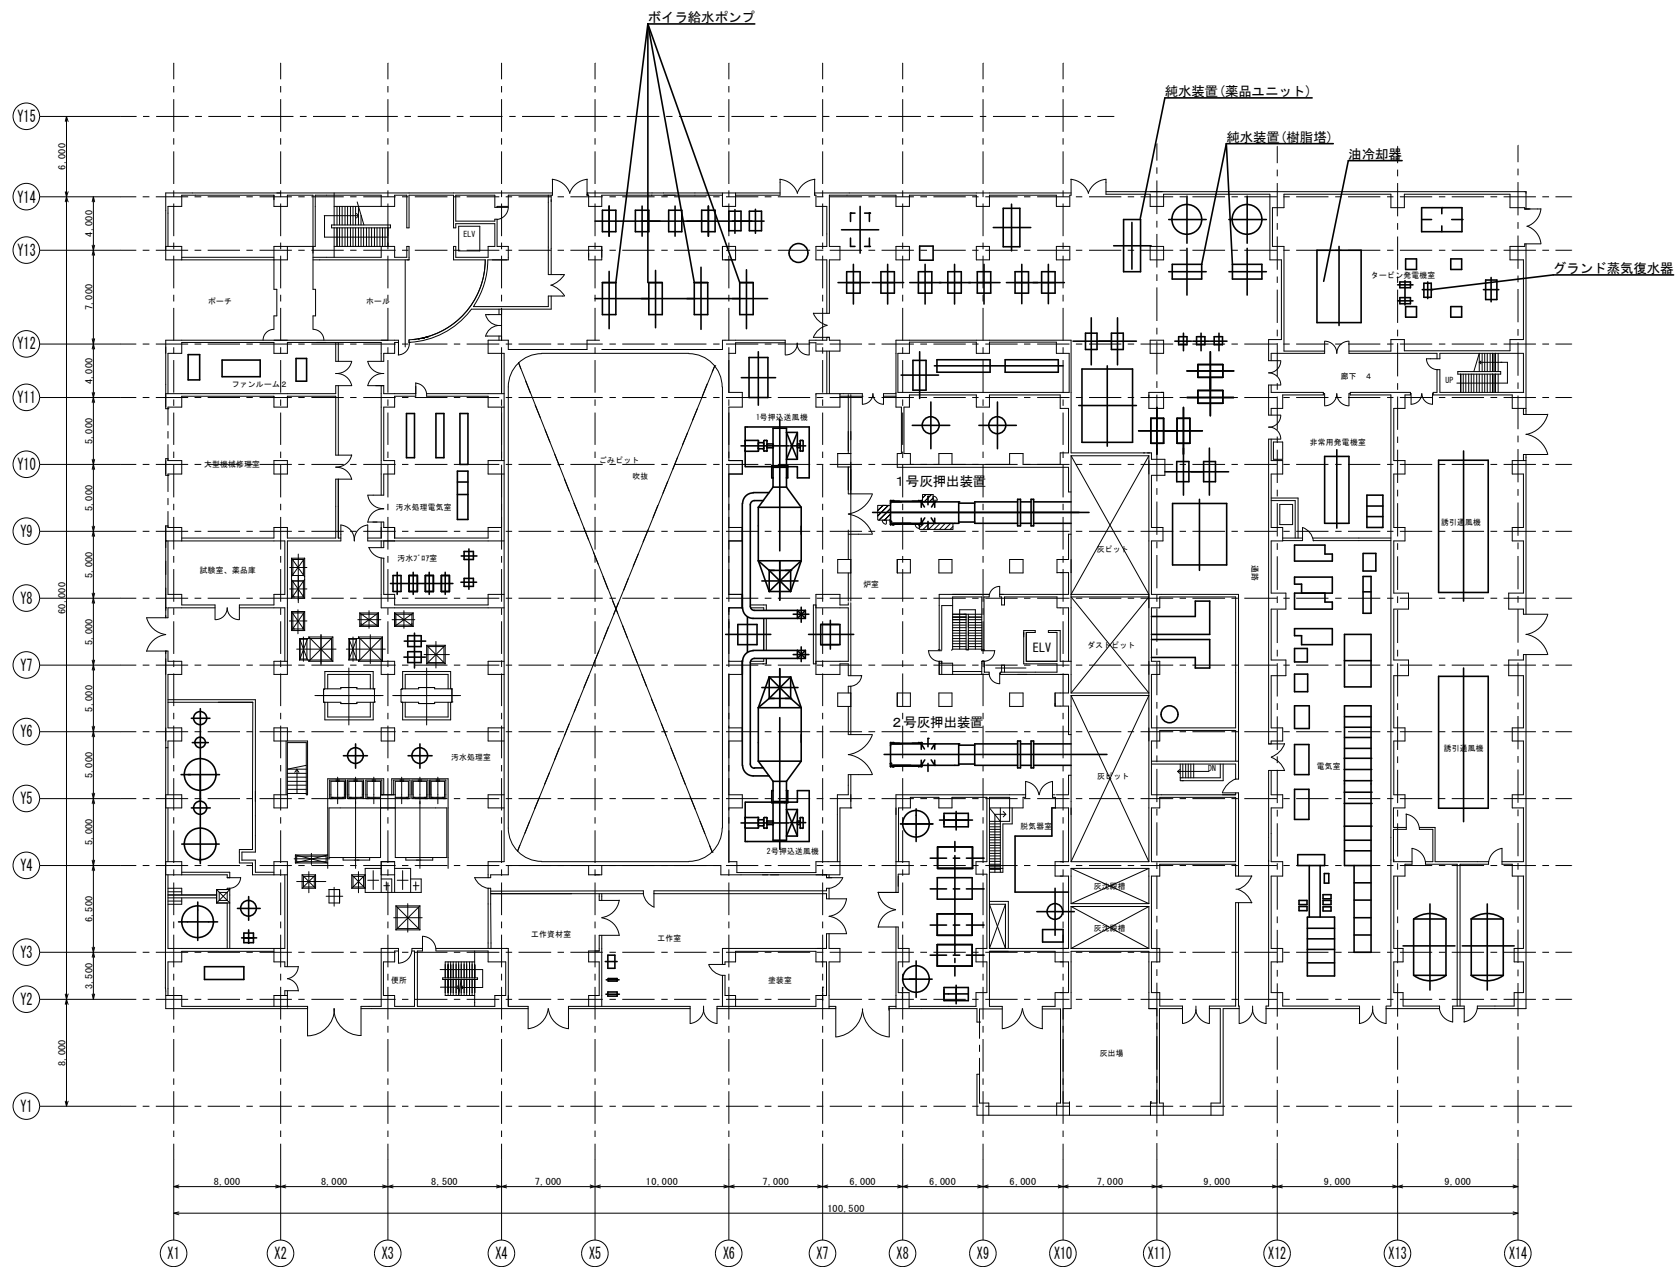 ボイラ給水ポンプ
純水装置(薬品ユニット)
純水装置(樹脂塔)
油冷却器
グランド蒸気復水器
Y15
Y14
Y13
Y12
Y11
Y10
Y9
Y8
Y7
Y6
Y5
Y4
Y3
Y2
Y1
6,000
4,000
7,000
4,000
5,000
5,000
5,000
5,000
5,000
5,000
5,000
6,500
3,500
60,000
8,000
ELV
ポーチ
ホール
タービン発電機室
ファンルーム2
廊下 4
UP
1号押込送風機
大型機械修理室
ごみピット
吹抜
非常用発電機室
1号灰押出装置
汚水処理電気室
誘引通風機
試験室、薬品庫
汚水ブロア室
炉室
灰ピット
通路
ELV
ダストピット
2号灰押出装置
汚水処理室
灰ピット
DN
電気室
誘引通風機
脱気器室
2号押込送風機
灰沈殿槽
灰沈殿槽
工作資材室
工作室
便所
塗装室
灰出場
8,000
8,000
8,500
7,000
10,000
7,000
6,000
6,000
6,000
7,000
9,000
9,000
9,000
100,500
X1
X2
X3
X4
X5
X6
X7
X8
X9
X10
X11
X12
X13
X14